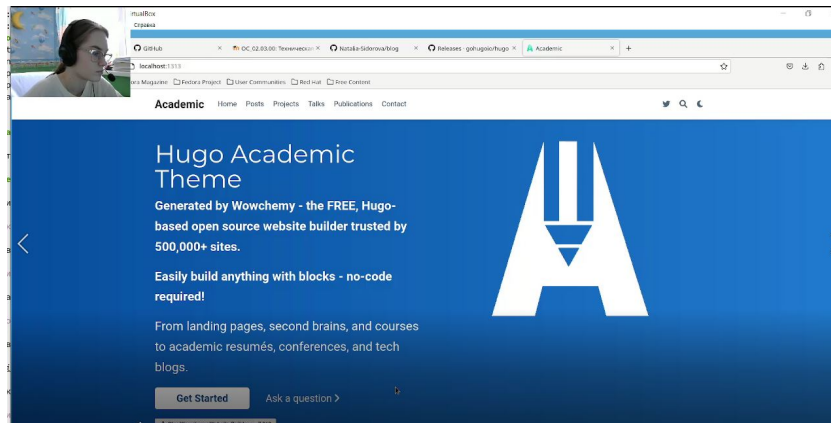 rtualBox
Справка
GitHub
ОС_02.03.00: Техническая
Natalia-Sidorova/blog
Releases · gohugoio/hugo
Academic
localhost:1313
ora Magazine Fedora Project User Communities Red Hat Free Content
Academic Home Posts Projects Talks Publications Contact
Hugo Academic
Theme
Generated by Wowchemy - the FREE, Hugo-
based open source website builder trusted by
500,000+ sites.
Easily build anything with blocks - no-code
required!
From landing pages, second brains, and courses
to academic resumés, conferences, and tech
blogs.
Get Started Ask a question